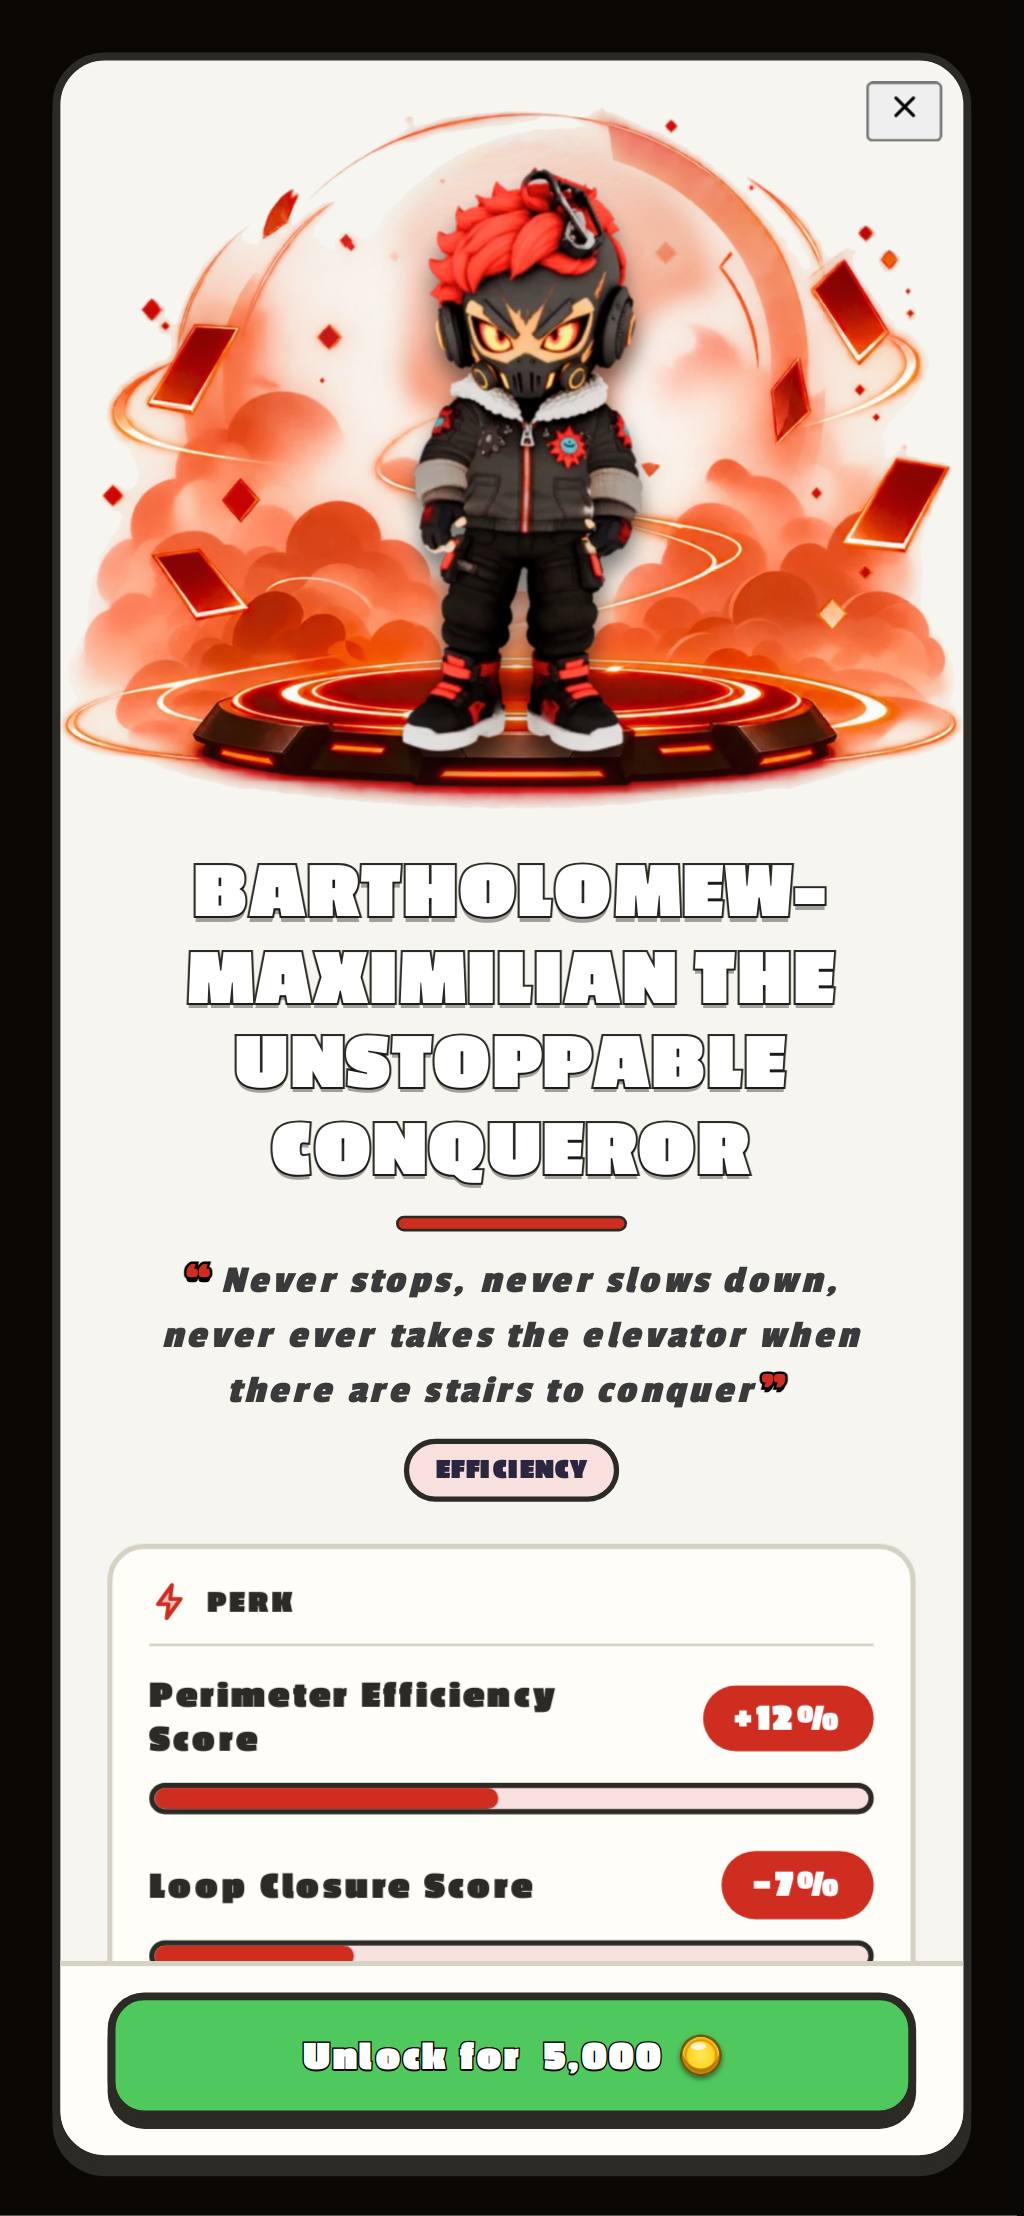 BARTHOLOMEW-
MAXIMILIAN THE
UNSTOPPABLE
CONQUEROR
❝ Never stops, never slows down,
never ever takes the elevator when
there are stairs to conquer❞
EFFICIENCY
PERK
Perimeter Efficiency
Score
+12%
Loop Closure Score
-7%
Unlock for 5,000